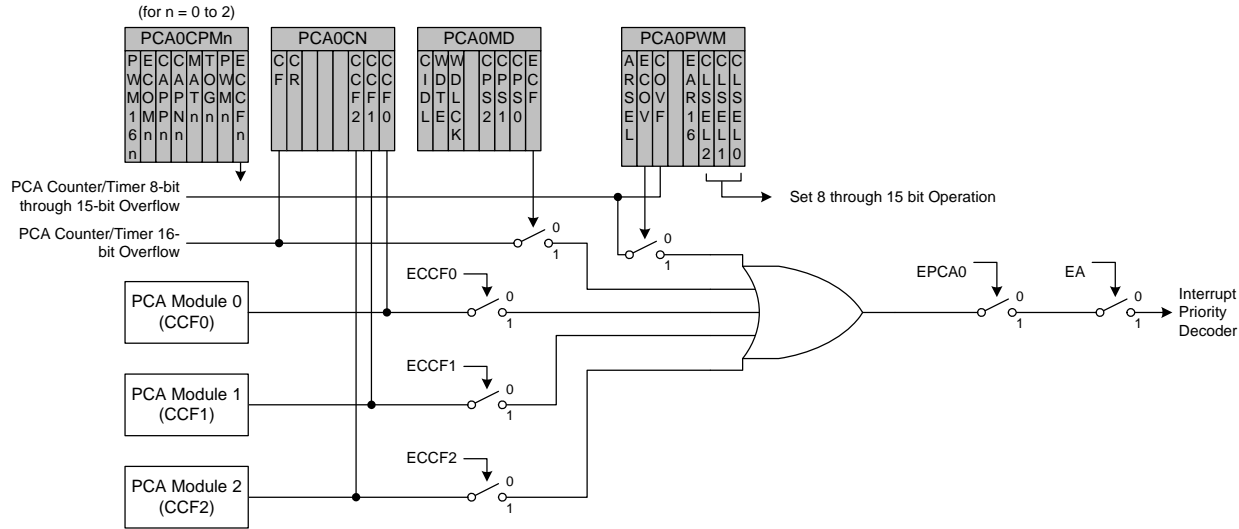 (for n = 0 to 2)
PCA0CPMn
PWM16n
ECOMn
CAPPn
CAPNn
MATn
TOGn
PWMn
ECCFn
PCA0CN
CF
CR
CCF2
CCF1
CCF0
PCA0MD
CIDL
WDTE
WDLCK
CPS2
CPS1
CPS0
ECF
PCA0PWM
ARSEL
ECOV
COVF
EAR16
CLSEL2
CLSEL1
CLSEL0
PCA Counter/Timer 8-bit
through 15-bit Overflow
Set 8 through 15 bit Operation
PCA Counter/Timer 16-
bit Overflow
0
1
0
1
PCA Module 0
(CCF0)
ECCF0
0
1
EPCA0
0
1
EA
0
1
Interrupt
Priority
Decoder
PCA Module 1
(CCF1)
ECCF1
0
1
PCA Module 2
(CCF2)
ECCF2
0
1